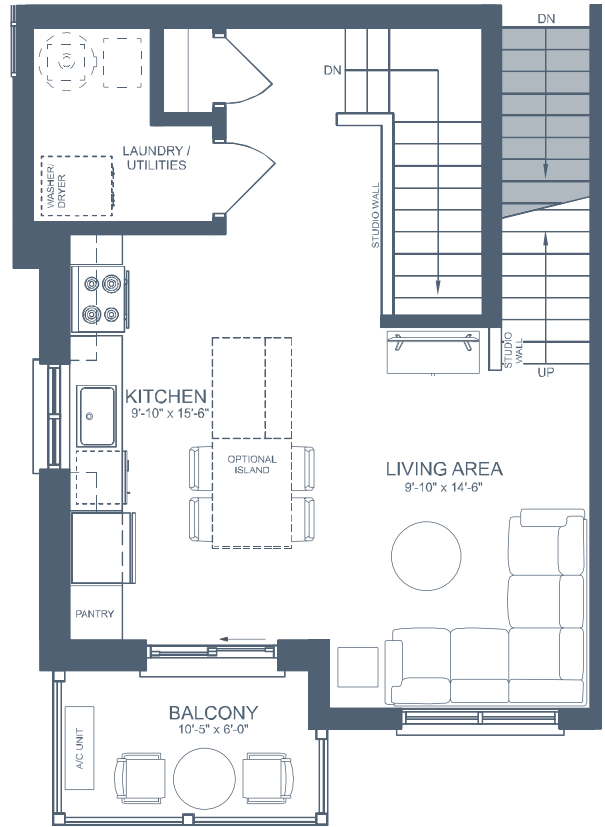 DN
DN
LAUNDRY /
UTILITIES
WASHER/
DRYER
STUDIO WALL
STUDIO
WALL
UP
KITCHEN
9'-10" x 15'-6"
OPTIONAL
ISLAND
LIVING AREA
9'-10" x 14'-6"
PANTRY
BALCONY
10'-5" x 6'-0"
A/C UNIT